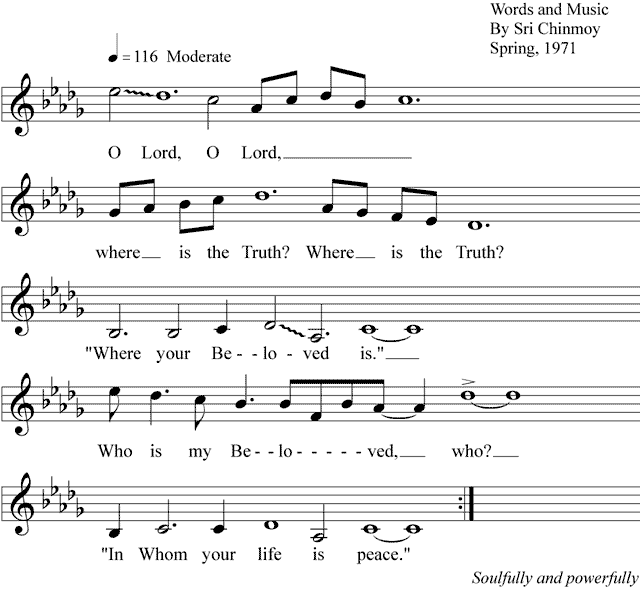 Words and Music
By Sri Chinmoy
Spring, 1971
= 116 Moderate
O Lord, O Lord,
where is the Truth? Where is the Truth?
"Where your Be - - lo - ved is."
Who is my Be - - lo - - - - - - ved, who?
"In Whom your life is peace."
Soulfully and powerfully